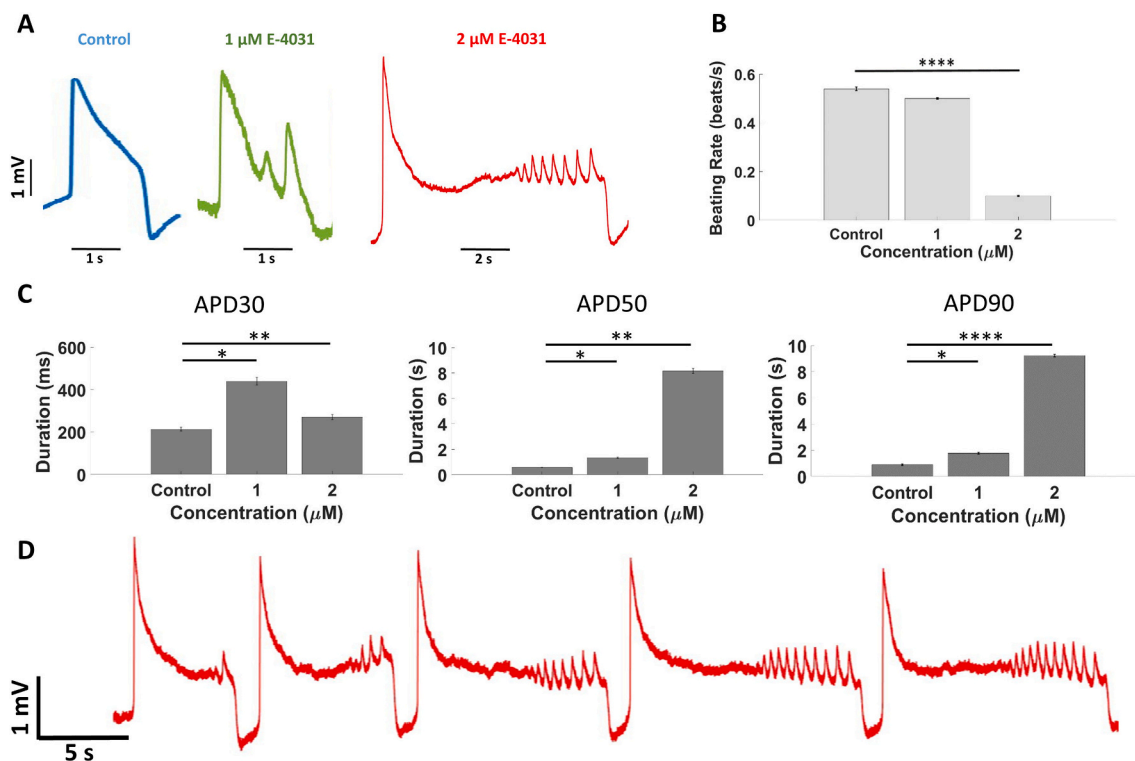 A
Control
1 µM E-4031
2 µM E-4031
1 mV
1 s
1 s
2 s
B
****
Beating Rate (beats/s)
0.6
0.4
0.2
0
Control
1
2
Concentration (µM)
C
APD30
**
*
Duration (ms)
600
400
200
0
Control
1
2
Concentration (µM)
APD50
**
*
Duration (s)
10
8
6
4
2
0
Control
1
2
Concentration (µM)
APD90
****
*
Duration (s)
10
8
6
4
2
0
Control
1
2
Concentration (µM)
D
1 mV
5 s